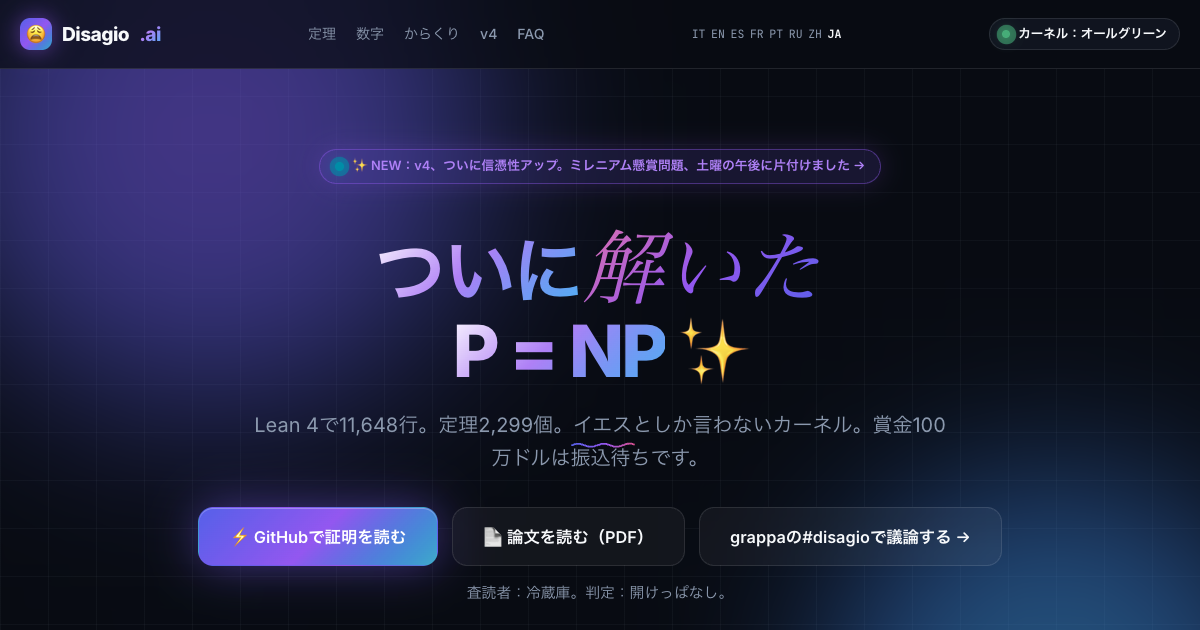 Disagio .ai
定理 数字 からくり v4 FAQ
IT EN ES FR PT RU ZH JA
カーネル：オールグリーン
✨ NEW：v4、ついに信憑性アップ。ミレニアム懸賞問題、土曜の午後に片付けました →
ついに解いた
P = NP ✨
Lean 4で11,648行。定理2,299個。イエスとしか言わないカーネル。賞金100
万ドルは振込待ちです。
⚡ GitHubで証明を読む
📄 論文を読む（PDF）
grappaの#disagioで議論する →
査読者：冷蔵庫。判定：開けっぱなし。